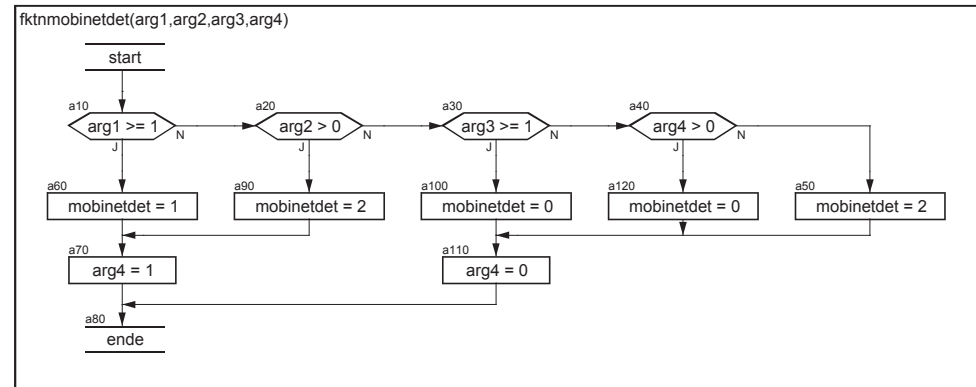 fktnmobinetdet(arg1,arg2,arg3,arg4)
start
a10
arg1 >= 1
N
J
a20
arg2 > 0
N
J
a30
arg3 >= 1
N
J
a40
arg4 > 0
N
J
a60
mobinetdet = 1
a90
mobinetdet = 2
a100
mobinetdet = 0
a120
mobinetdet = 0
a50
mobinetdet = 2
a70
arg4 = 1
a110
arg4 = 0
a80
ende